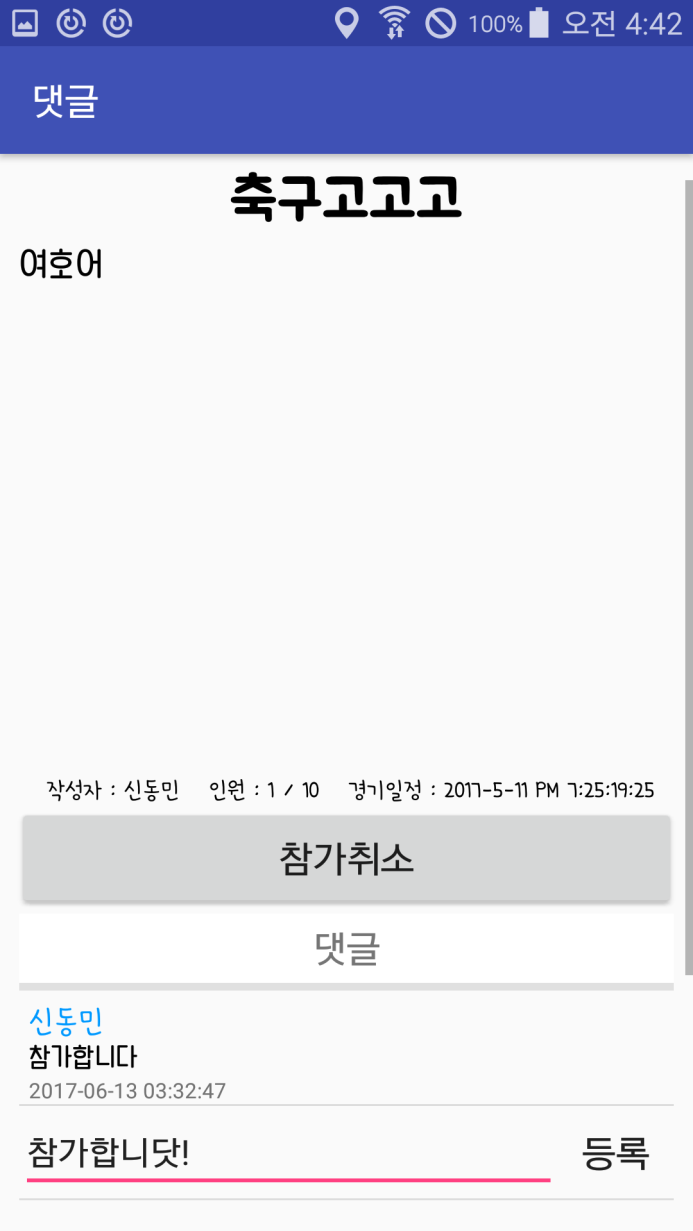 100% 오전 4:42
댓글
축구고고고
여호어
작성자 : 신동민 인원 : 1 / 10 경기일정 : 2017-5-11 PM 7:25:19:25
참가취소
댓글
신동민
참가합니다
2017-06-13 03:32:47
참가합니닷! 등록